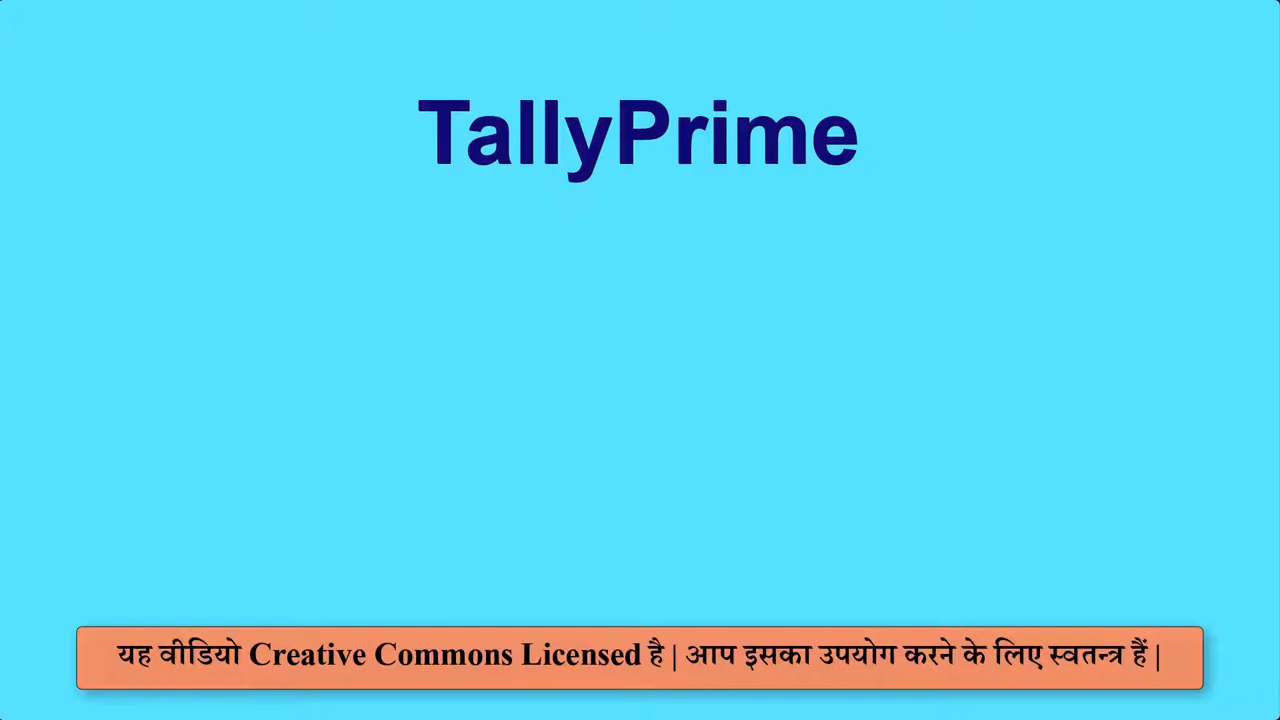 TallyPrime
यह वीडियो Creative Commons Licensed है | आप इसका उपयोग करने के लिए स्वतन्त्र हैं |